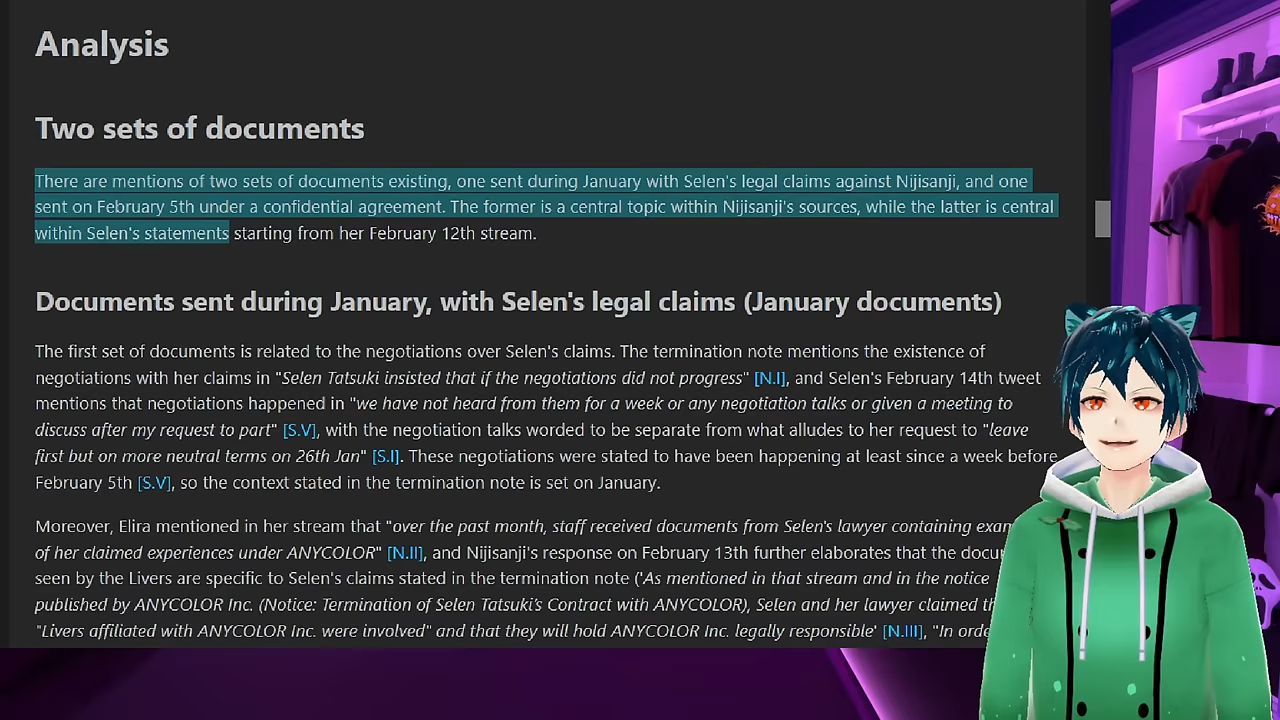 Analysis
Two sets of documents
There are mentions of two sets of documents existing, one sent during January with Selen's legal claims against Nijisanji, and one
sent on February 5th under a confidential agreement. The former is a central topic within Nijisanji's sources, while the latter is central
within Selen's statements starting from her February 12th stream.
Documents sent during January, with Selen's legal claims (January documents)
The first set of documents is related to the negotiations over Selen's claims. The termination note mentions the existence of
negotiations with her claims in "Selen Tatsuki insisted that if the negotiations did not progress" [N.I], and Selen's February 14th tweet
mentions that negotiations happened in "we have not heard from them for a week or any negotiation talks or given a meeting to
discuss after my request to part" [S.V], with the negotiation talks worded to be separate from what alludes to her request to "leave
first but on more neutral terms on 26th Jan" [S.I]. These negotiations were stated to have been happening at least since a week before
February 5th [S.V], so the context stated in the termination note is set on January.
Moreover, Elira mentioned in her stream that "over the past month, staff received documents from Selen's lawyer containing
of her claimed experiences under ANYCOLOR" [N.II], and Nijisanji's response on February 13th further elaborates that the
seen by the Livers are specific to Selen's claims stated in the termination note ('As mentioned in that stream and in the notice
published by ANYCOLOR Inc. (Notice: Termination of Selen Tatsuki's Contract with ANYCOLOR), Selen and her lawyer claimed
"Livers affiliated with ANYCOLOR Inc. were involved" and that they will hold ANYCOLOR Inc. legally responsible' [N.III], "In